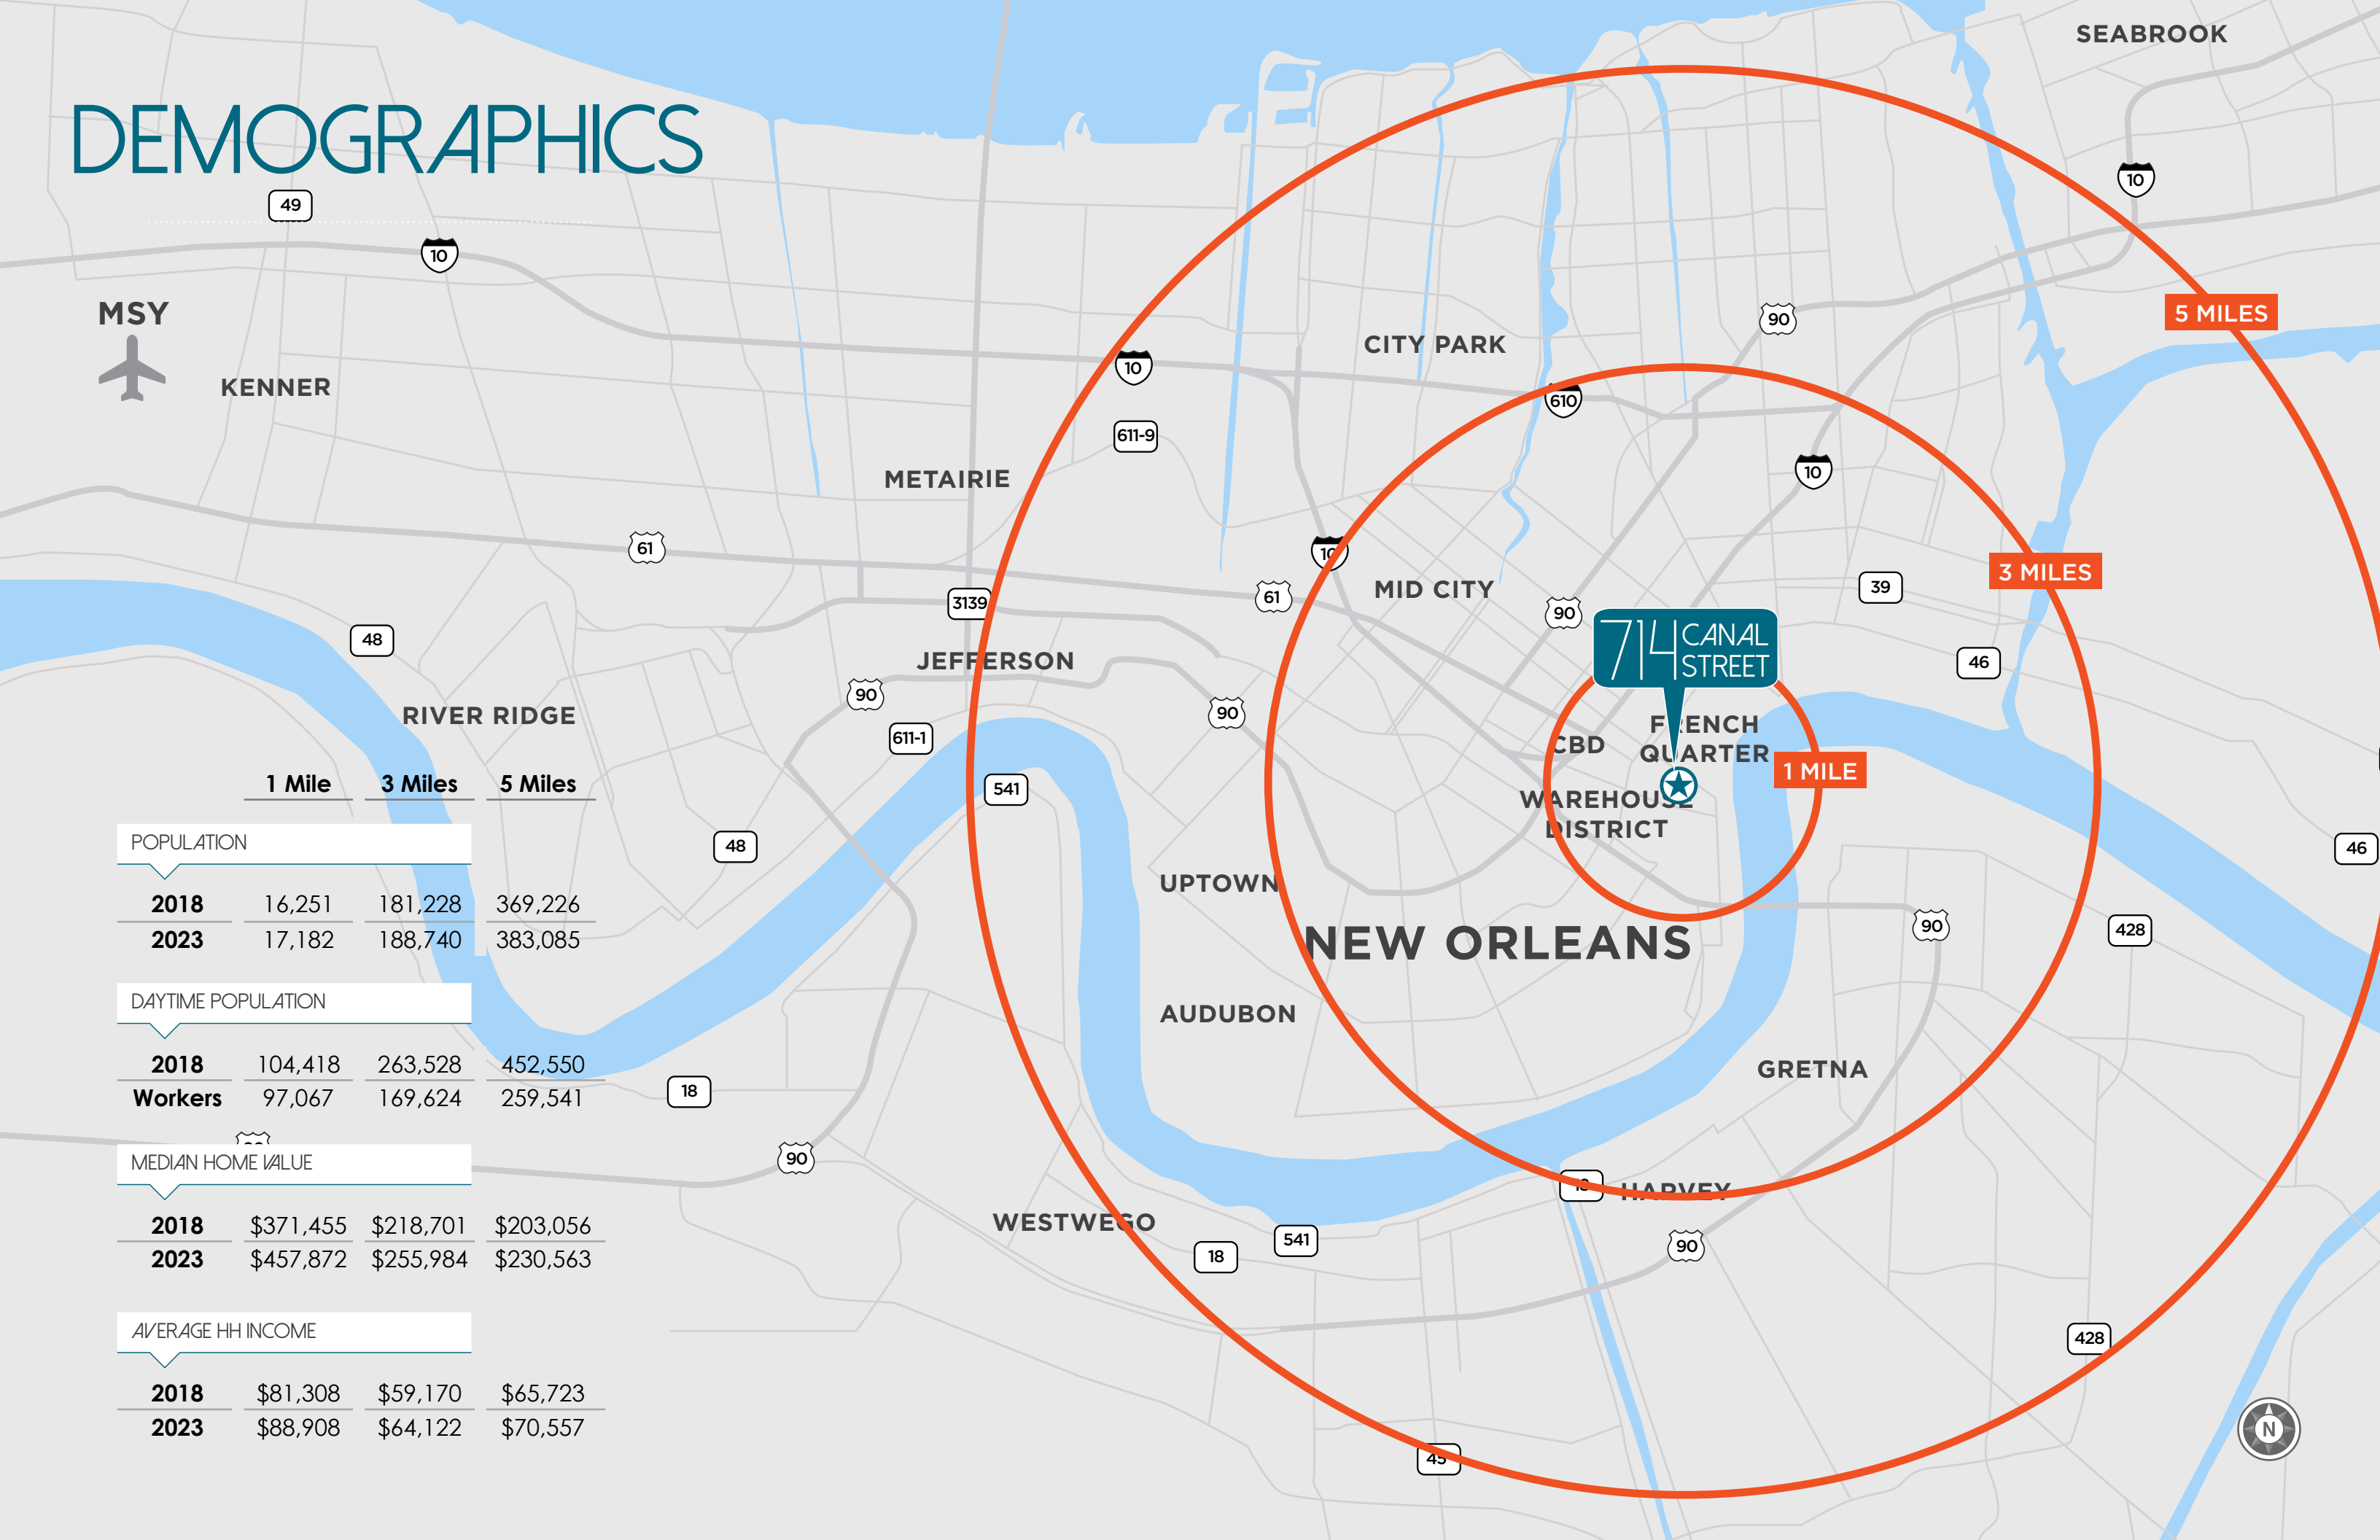 DEMOGRAPHICS
SEABROOK
49
10
10
MSY
KENNER
5 MILES
90
CITY PARK
10
610
611-9
10
METAIRIE
61
10
3 MILES
MID CITY
39
61
3139
90
714 CANAL STREET
48
JEFFERSON
46
90
90
RIVER RIDGE
FRENCH
QUARTER
611-1
CBD
1 MILE
541
WAREHOUSE
DISTRICT
48
46
UPTOWN
NEW ORLEANS
90
428
AUDUBON
GRETNA
18
90
HARVEY
WESTWEGO
541
18
90
428
45
N
1 Mile 3 Miles 5 Miles
POPULATION
2018 16,251 181,228 369,226
2023 17,182 188,740 383,085
DAYTIME POPULATION
2018 104,418 263,528 452,550
Workers 97,067 169,624 259,541
MEDIAN HOME VALUE
2018 $371,455 $218,701 $203,056
2023 $457,872 $255,984 $230,563
AVERAGE HH INCOME
2018 $81,308 $59,170 $65,723
2023 $88,908 $64,122 $70,557